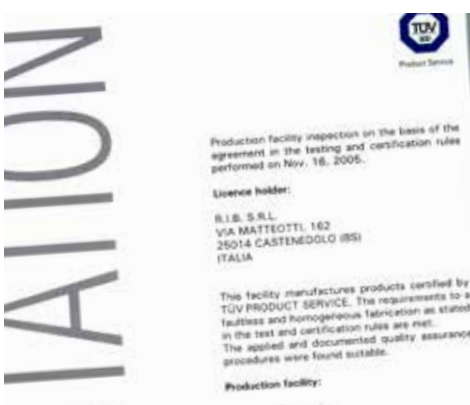 TÜV
Product Service
ATION
Production facility inspection on the basis of the
agreement in the testing and certification rules
performed on Nov. 16, 2005.
Licence holder:
R.I.B. S.R.L.
VIA MATTEOTTI, 162
25014 CASTENEDOLO (BS)
ITALIA
This facility manufactures products certified by
TÜV PRODUCT SERVICE. The requirements to a
faultless and homogeneous fabrication as stated
in the test and certification rules are met.
The applied and documented quality assurance
procedures were found suitable.
Production facility: